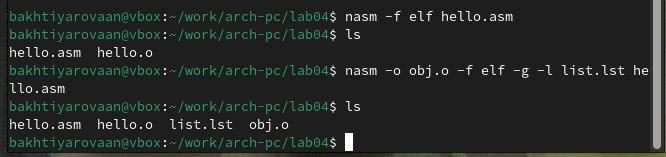 bakhtiyarovaan@vbox:~/work/arch-pc/lab04$ nasm -f elf hello.asm
bakhtiyarovaan@vbox:~/work/arch-pc/lab04$ ls
hello.asm  hello.o
bakhtiyarovaan@vbox:~/work/arch-pc/lab04$ nasm -o obj.o -f elf -g -l list.lst he
llo.asm
bakhtiyarovaan@vbox:~/work/arch-pc/lab04$ ls
hello.asm  hello.o  list.lst  obj.o
bakhtiyarovaan@vbox:~/work/arch-pc/lab04$